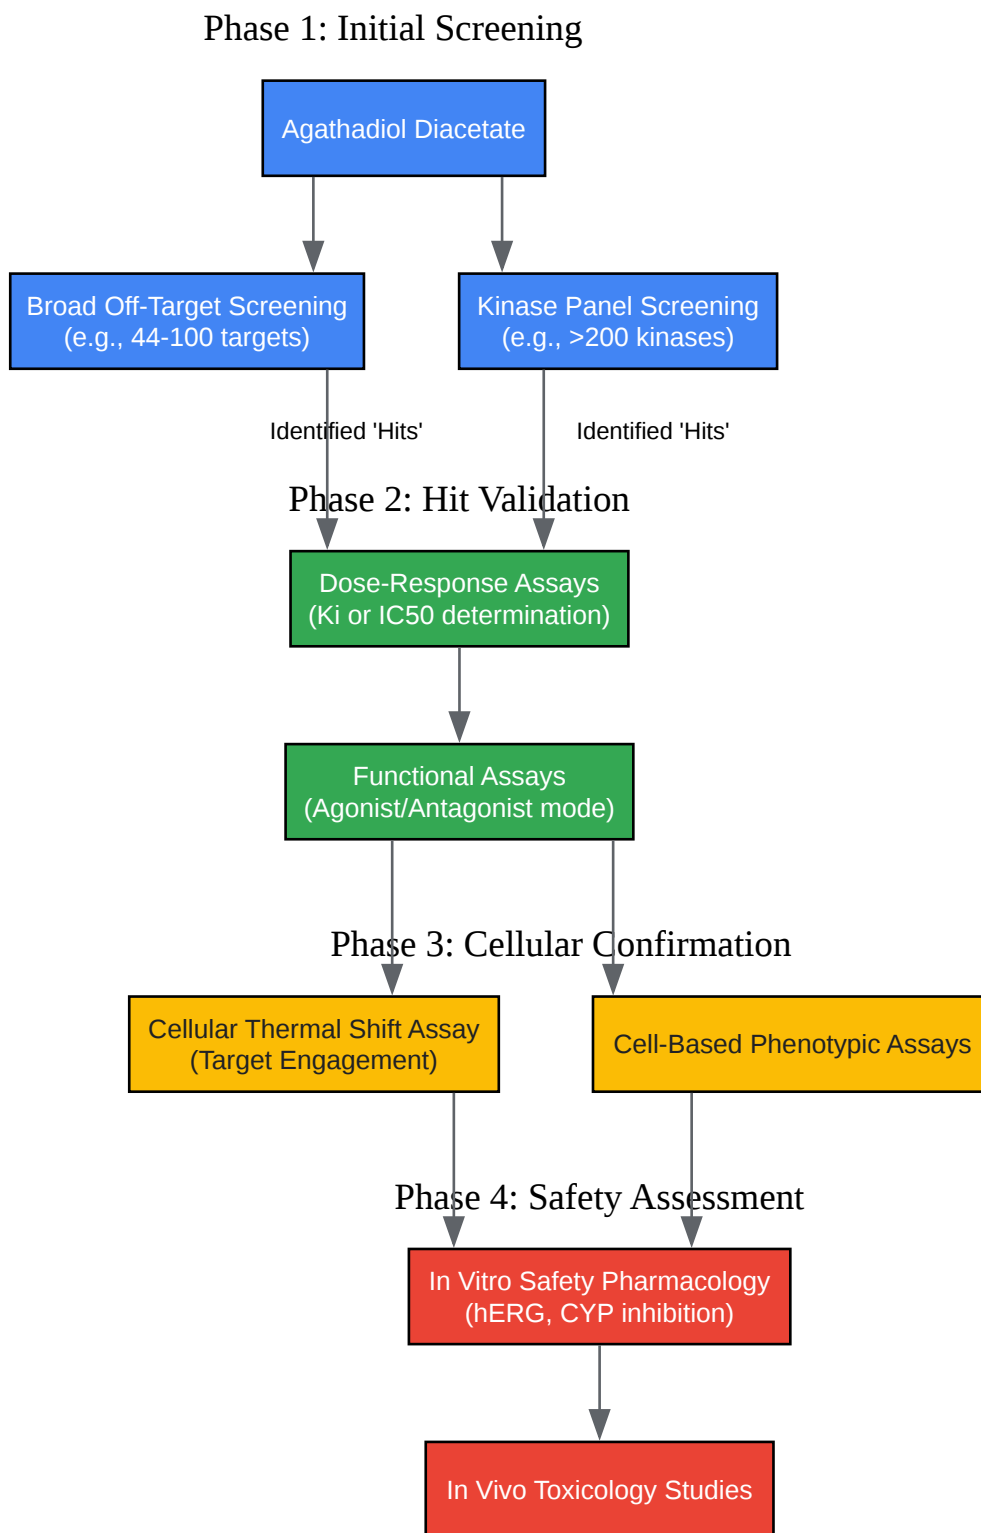 Phase 1: Initial Screening
Agathadiol Diacetate
Broad Off-Target Screening
(e.g., 44-100 targets)
Kinase Panel Screening
(e.g., >200 kinases)
Identified 'Hits'
Identified 'Hits'
Phase 2: Hit Validation
Dose-Response Assays
(Ki or IC50 determination)
Functional Assays
(Agonist/Antagonist mode)
Phase 3: Cellular Confirmation
Cellular Thermal Shift Assay
(Target Engagement)
Cell-Based Phenotypic Assays
Phase 4: Safety Assessment
In Vitro Safety Pharmacology
(hERG, CYP inhibition)
In Vivo Toxicology Studies